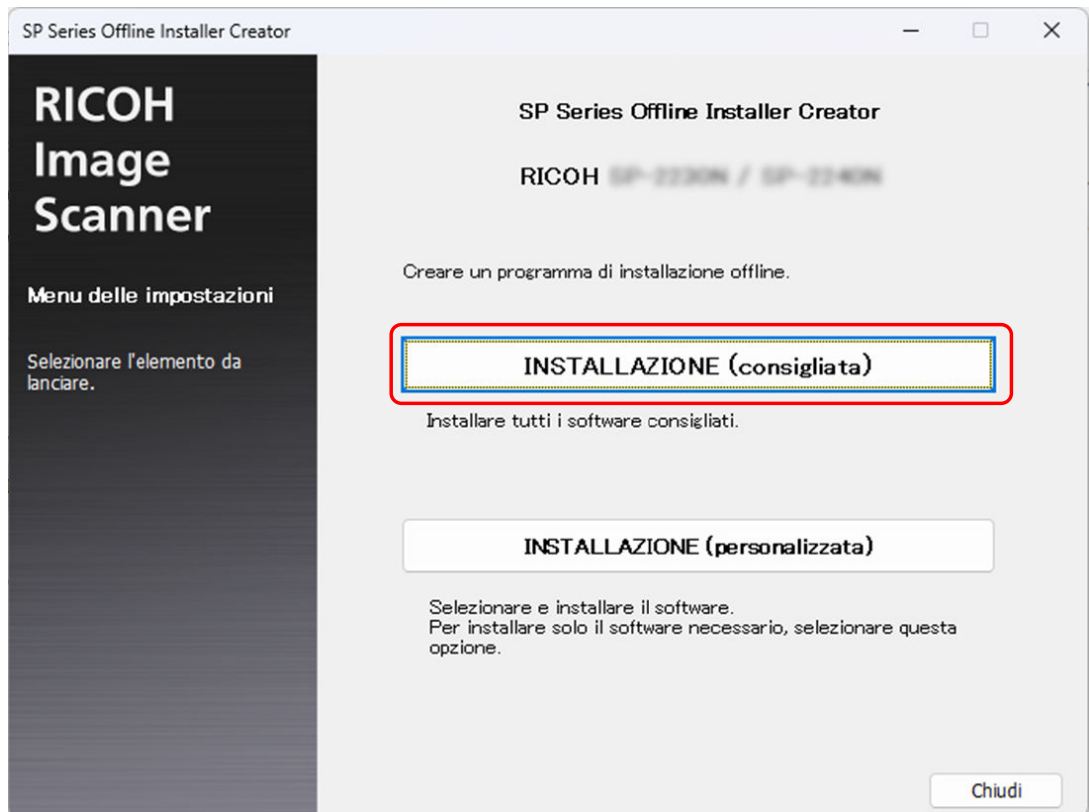 SP Series Offline Installer Creator
RICOH
Image
Scanner
Menu delle impostazioni
Selezionare l'elemento da
lanciare.
SP Series Offline Installer Creator
RICOH
Creare un programma di installazione offline.
INSTALLAZIONE (consigliata)
Installare tutti i software consigliati.
INSTALLAZIONE (personalizzata)
Selezionare e installare il software.
Per installare solo il software necessario, selezionare questa
opzione.
Chiudi